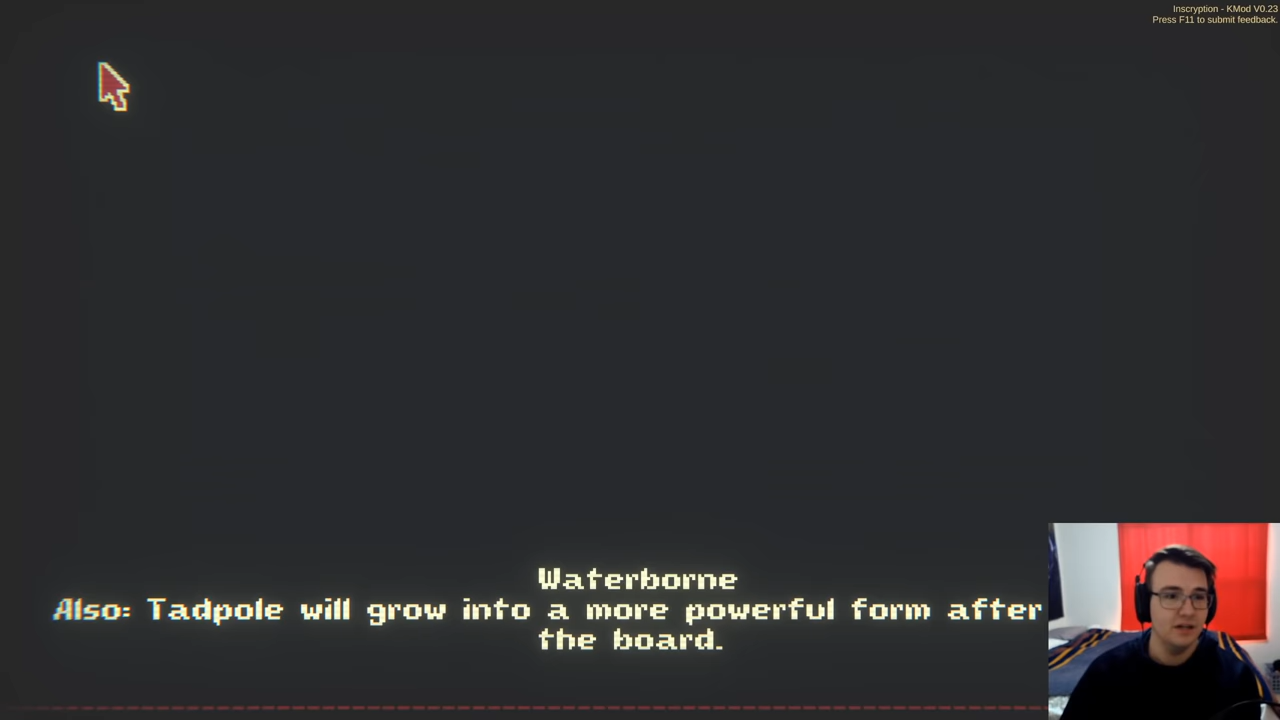 Inscryption - KMod V0.23
Press F11 to submit feedback.
Waterborne
Also: Tadpole will grow into a more powerful form after
the board.